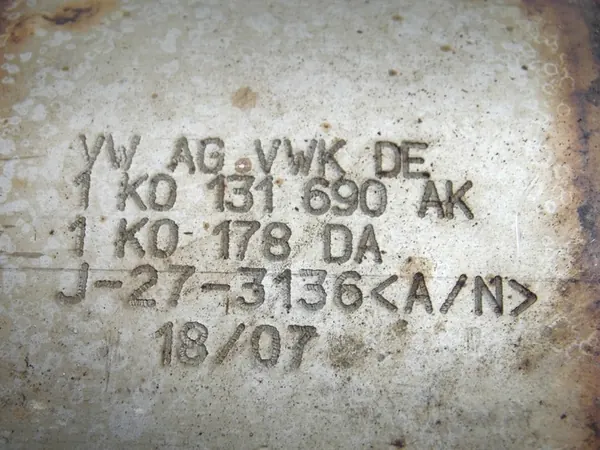 VW AG VWK DE
1 K0 131 690 AK
1 K0 178 DA
J-27-3136<A/N>
18/07